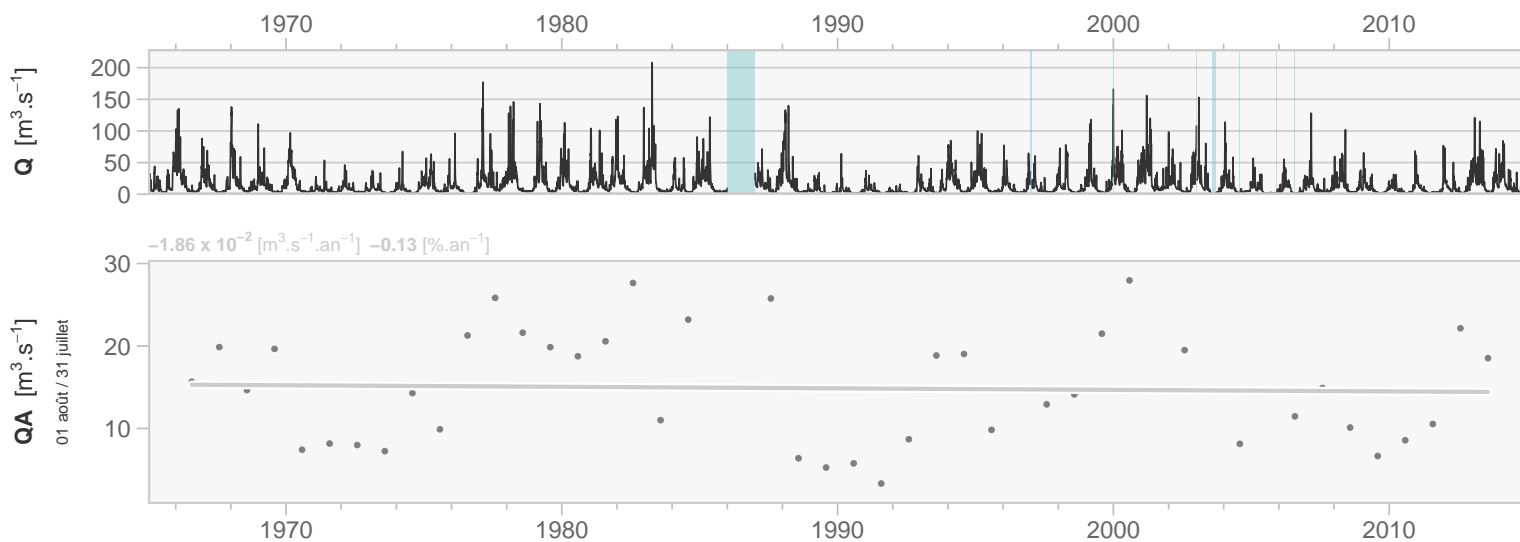 1970 1980 1990 2000 2010
Q [m³.s⁻¹]
200
150
100
50
0
−1.86 x 10⁻² [m³.s⁻¹.an⁻¹] −0.13 [%.an⁻¹]
QA [m³.s⁻¹]
01 août / 31 juillet
30
20
10
1970 1980 1990 2000 2010